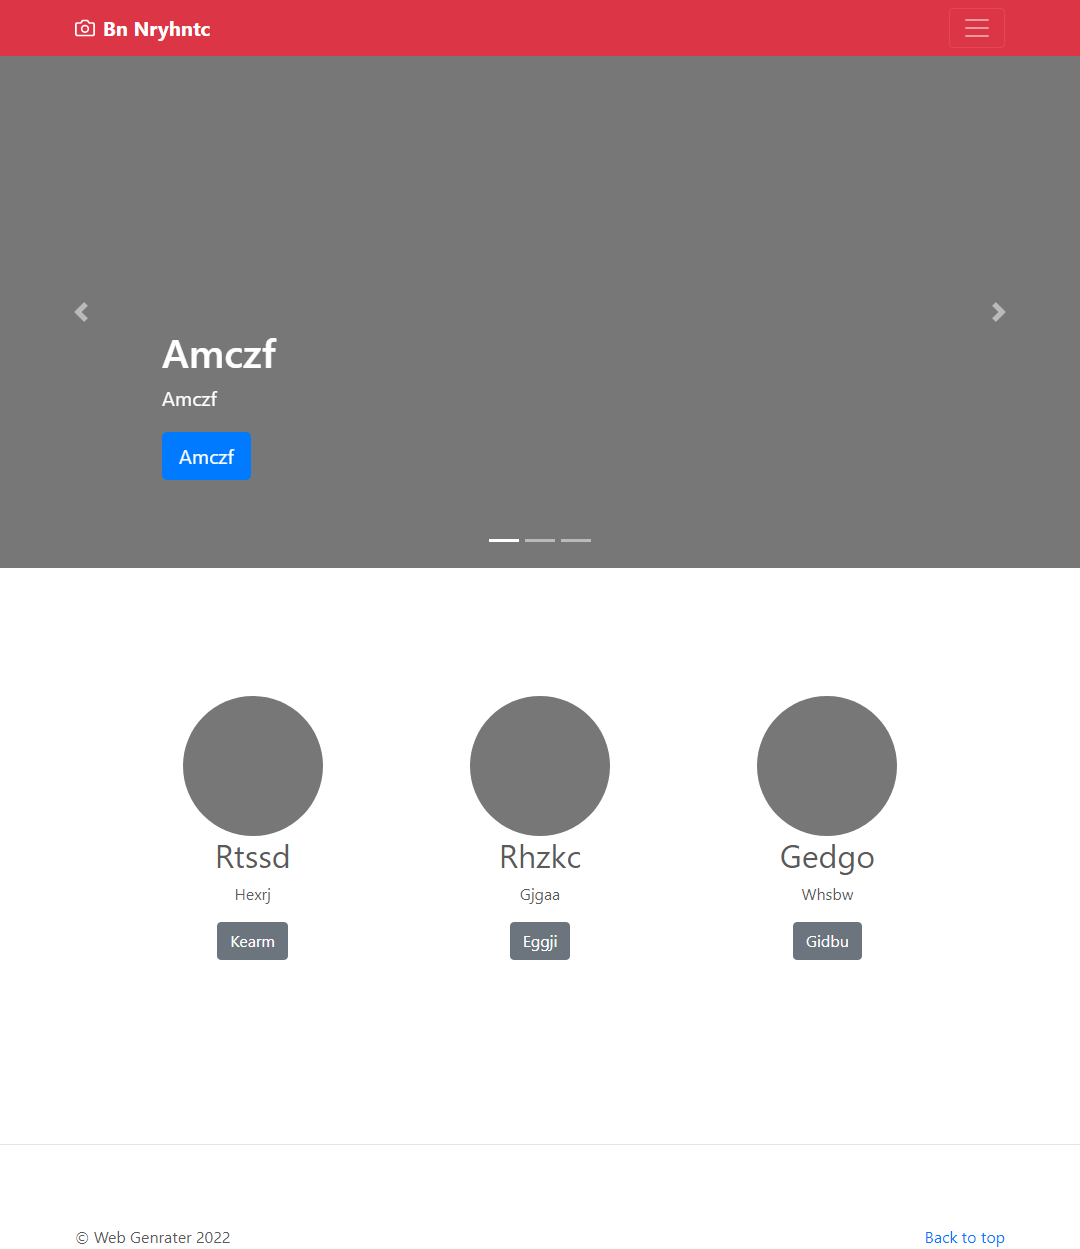 Bn Nryhntc
Amczf
Amczf
Amczf
Rtssd
Hexrj
Kearm
Rhzkc
Gjgaa
Eggji
Gedgo
Whsbw
Gidbu
© Web Genrater 2022
Back to top